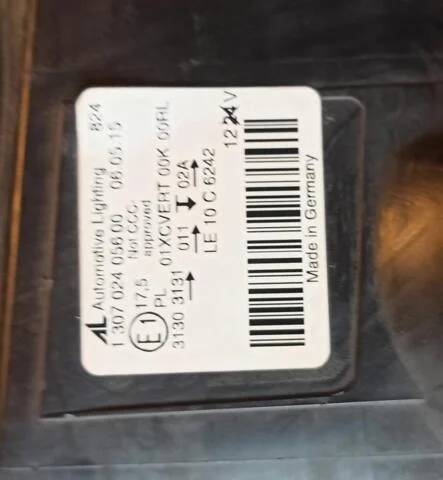 AL Automotive Lighting 824
1 307 024 056 00 06.05.15
Not CCC-
17,5 approved
E1 PL 01XCVERT 00K 00RL
3130 3131 011 02A
LE 10 C 6242
12 24 V
Made in Germany